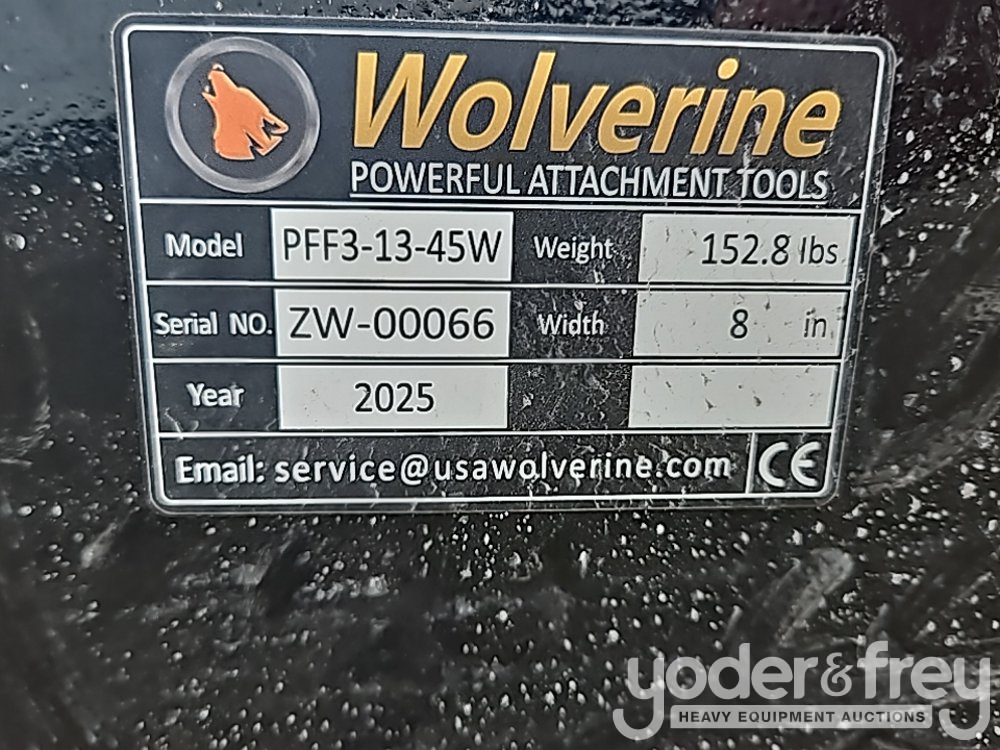 Wolverine
POWERFUL ATTACHMENT TOOLS
Model PFF3-13-45W Weight 152.8 lbs
Serial NO. ZW-00066 Width 8 in
Year 2025
Email: service@usawolverine.com CE
yoder&frey
HEAVY EQUIPMENT AUCTIONS